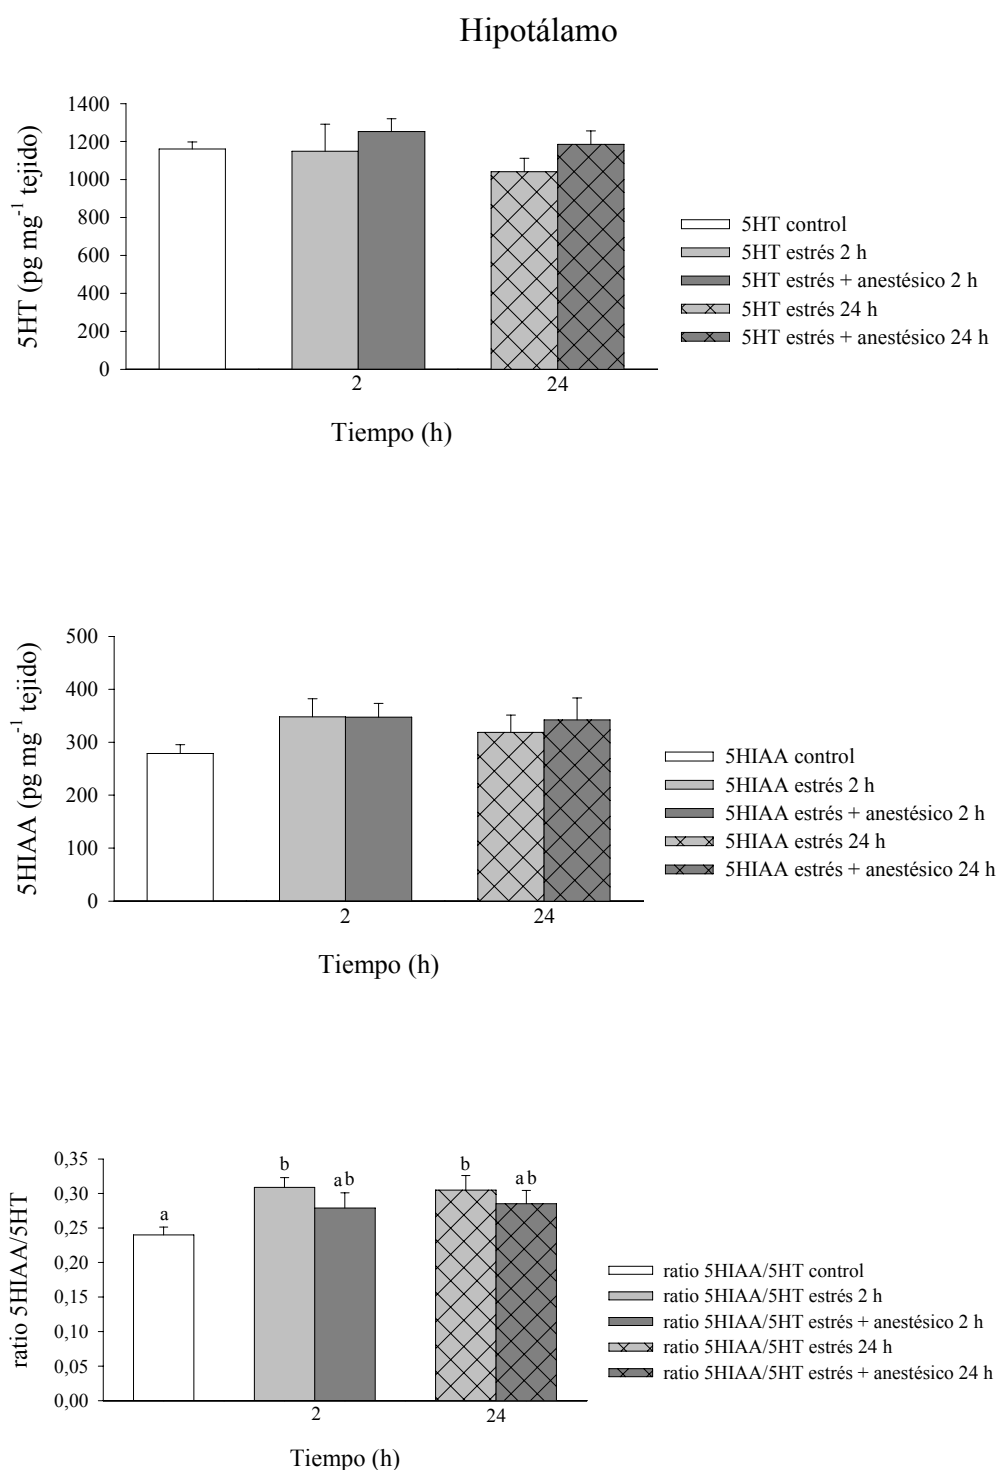 Hipotálamo
5HT (pg mg-1 tejido)
1400
1200
1000
800
600
400
200
0
2
24
Tiempo (h)
5HT control
5HT estrés 2 h
5HT estrés + anestésico 2 h
5HT estrés 24 h
5HT estrés + anestésico 24 h
5HIAA (pg mg-1 tejido)
500
400
300
200
100
0
2
24
Tiempo (h)
5HIAA control
5HIAA estrés 2 h
5HIAA estrés + anestésico 2 h
5HIAA estrés 24 h
5HIAA estrés + anestésico 24 h
ratio 5HIAA/5HT
0,35
0,30
0,25
0,20
0,15
0,10
0,05
0,00
a
b
ab
b
ab
2
24
Tiempo (h)
ratio 5HIAA/5HT control
ratio 5HIAA/5HT estrés 2 h
ratio 5HIAA/5HT estrés + anestésico 2 h
ratio 5HIAA/5HT estrés 24 h
ratio 5HIAA/5HT estrés + anestésico 24 h